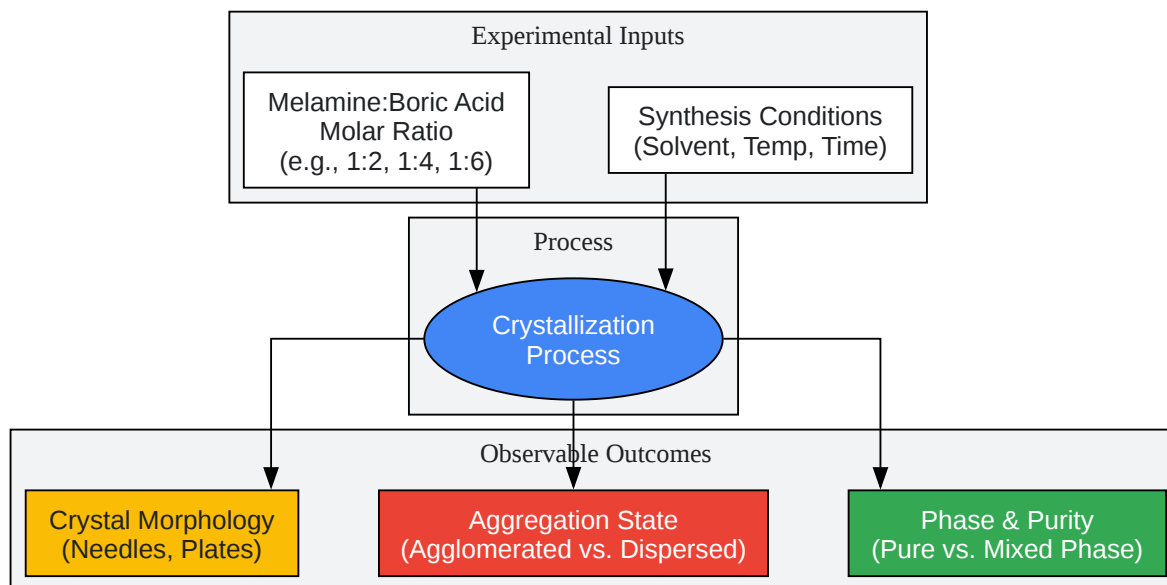 Experimental Inputs
Melamine:Boric Acid
Molar Ratio
(e.g., 1:2, 1:4, 1:6)
Synthesis Conditions
(Solvent, Temp, Time)
Process
Crystallization
Process
Observable Outcomes
Crystal Morphology
(Needles, Plates)
Aggregation State
(Agglomerated vs. Dispersed)
Phase & Purity
(Pure vs. Mixed Phase)